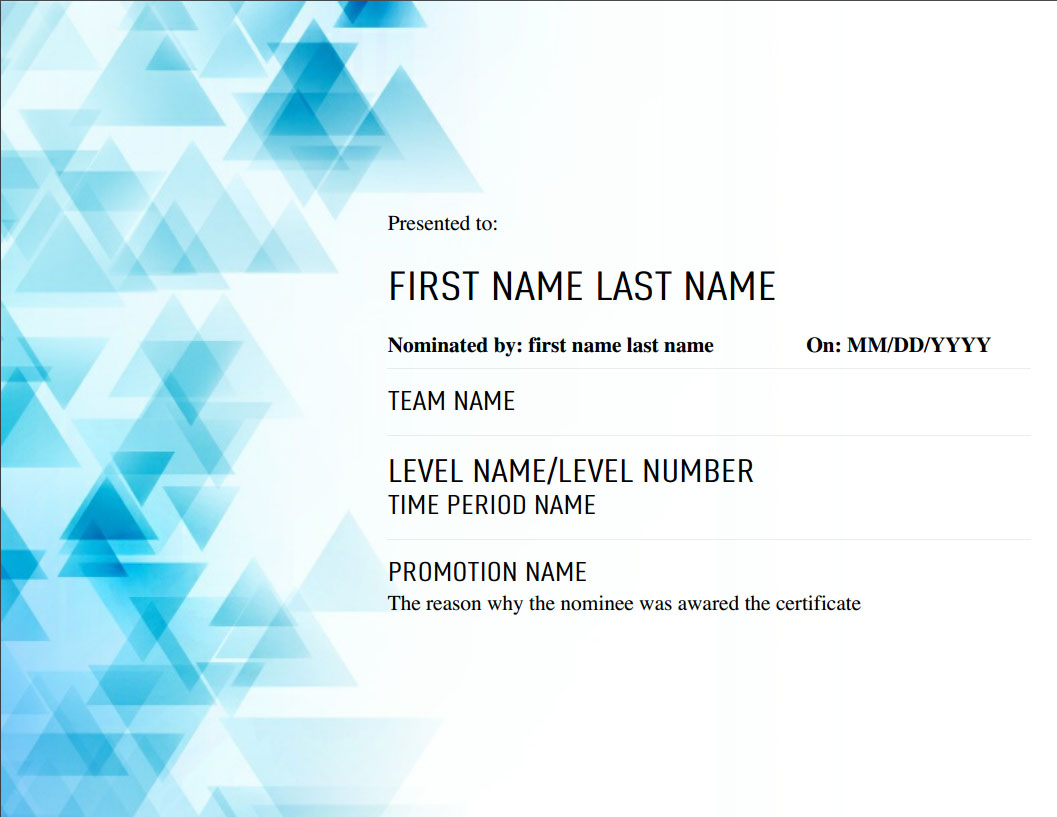 Presented to:
FIRST NAME LAST NAME
Nominated by: first name last name On: MM/DD/YYYY
TEAM NAME
LEVEL NAME/LEVEL NUMBER
TIME PERIOD NAME
PROMOTION NAME
The reason why the nominee was awared the certificate